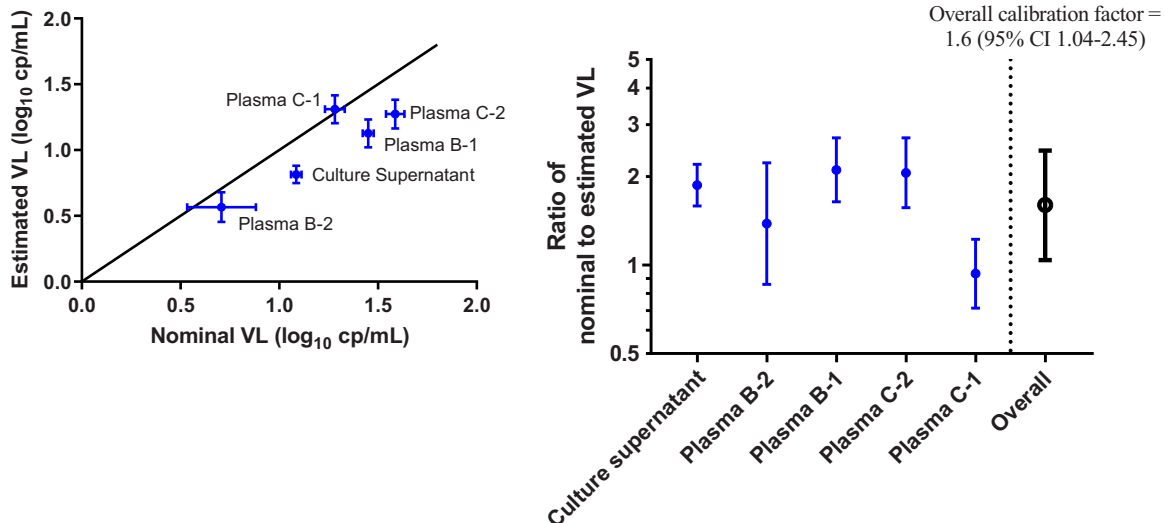 Estimated VL (log10 cp/mL)
2.0
1.5
1.0
0.5
0.0
Plasma C-1
Plasma C-2
Plasma B-1
Culture Supernatant
Plasma B-2
0.0
0.5
1.0
1.5
2.0
Nominal VL (log10 cp/mL)
Overall calibration factor =
1.6 (95% CI 1.04-2.45)
Ratio of
nominal to estimated VL
5
4
3
2
1
0.5
Culture supernatant
Plasma B-2
Plasma B-1
Plasma C-2
Plasma C-1
Overall